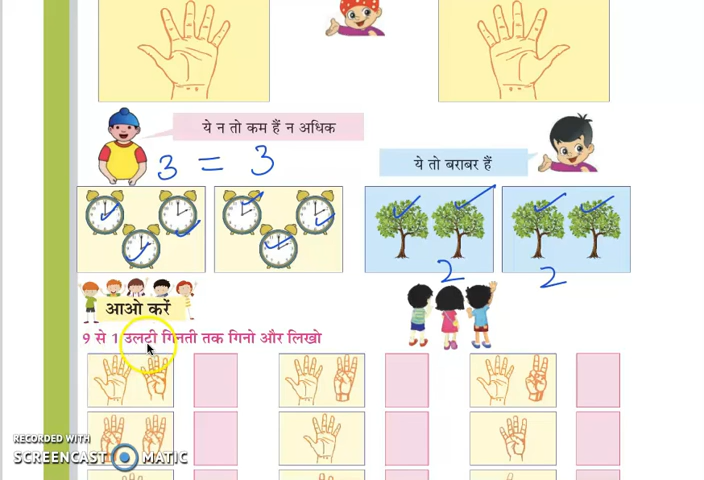 ये न तो कम हैं न अधिक
3 = 3
ये तो बराबर हैं
2 2
आओ करें
9 से 1 उलटी गिनती तक गिनो और लिखो
RECORDED WITH
SCREENCAST MATIC